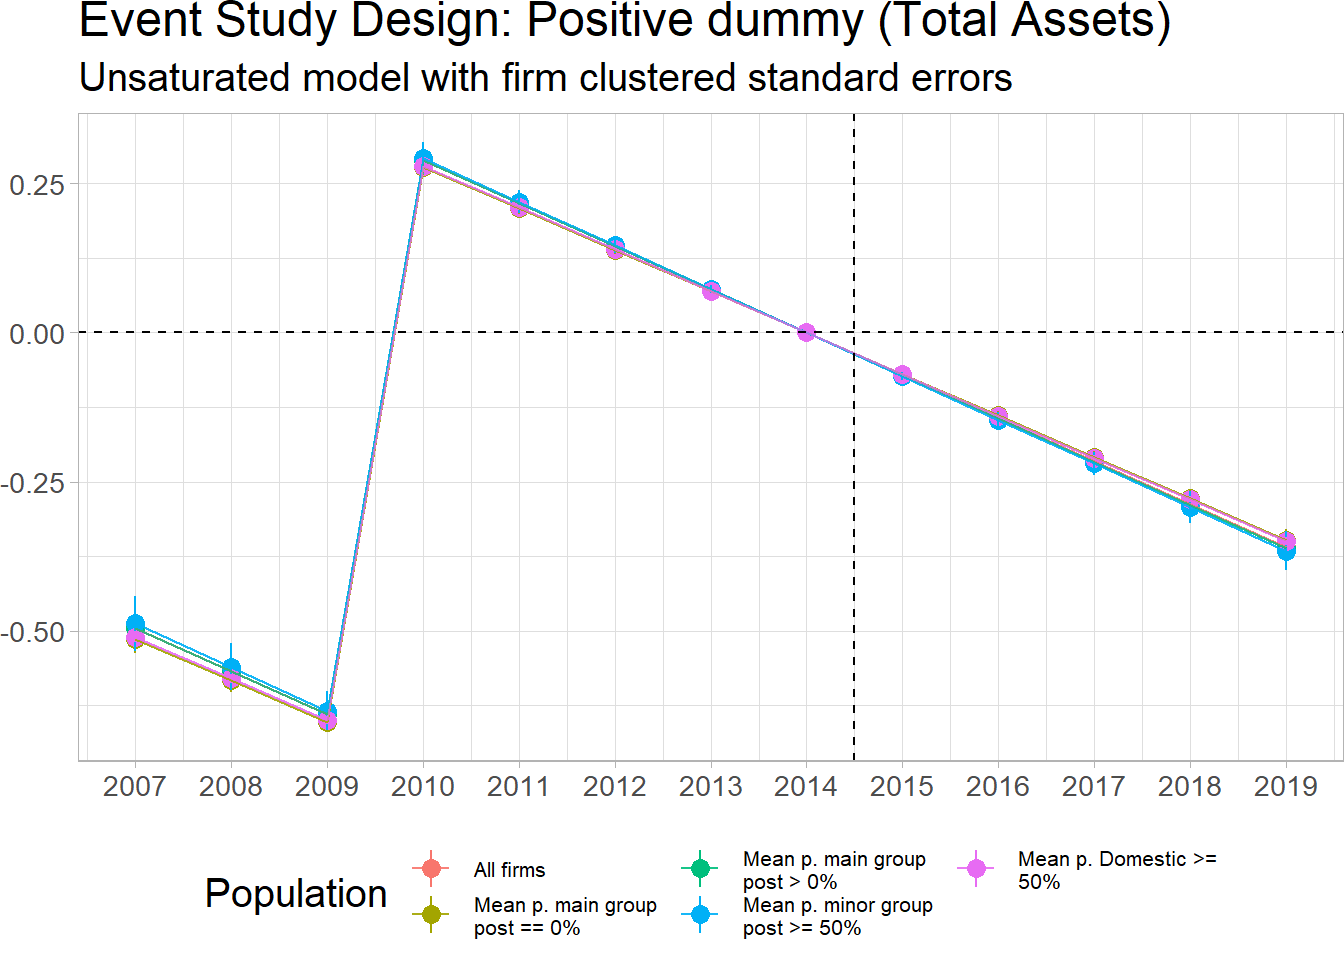 Event Study Design: Positive dummy (Total Assets)
Unsaturated model with firm clustered standard errors
0.25
0.00
-0.25
-0.50
2007 2008 2009 2010 2011 2012 2013 2014 2015 2016 2017 2018 2019
Population
All firms
Mean p. main group
post == 0%
Mean p. main group
post > 0%
Mean p. minor group
post >= 50%
Mean p. Domestic >=
50%